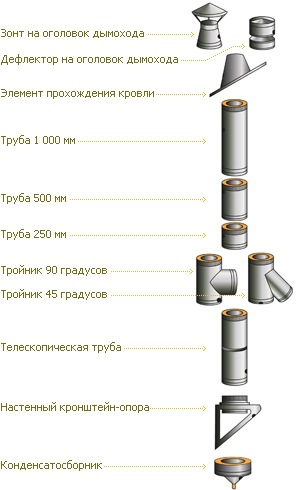 Зонт на оголовок дымохода
Дефлектор на оголовок дымохода
Элемент прохождения кровли
Труба 1 000 мм
Труба 500 мм
Труба 250 мм
Тройник 90 градусов
Тройник 45 градусов
Телескопическая труба
Настенный кронштейн-опора
Конденсатосборник